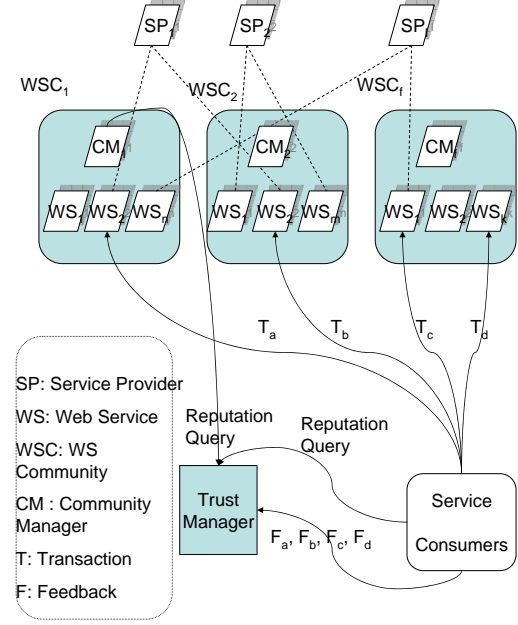 SP1 SP2 SPl
WSC1 WSC2 WSCf
CM1 CM2 CMf
WS1 WS2 WSn WS1 WS2 WSm WS1 WS2 WSk
Ta Tb Tc Td
SP: Service Provider
WS: Web Service
WSC: WS
Community
CM : Community
Manager
T: Transaction
F: Feedback
Reputation
Query
Reputation
Query
Trust
Manager
Fa, Fb, Fc, Fd
Service
Consumers